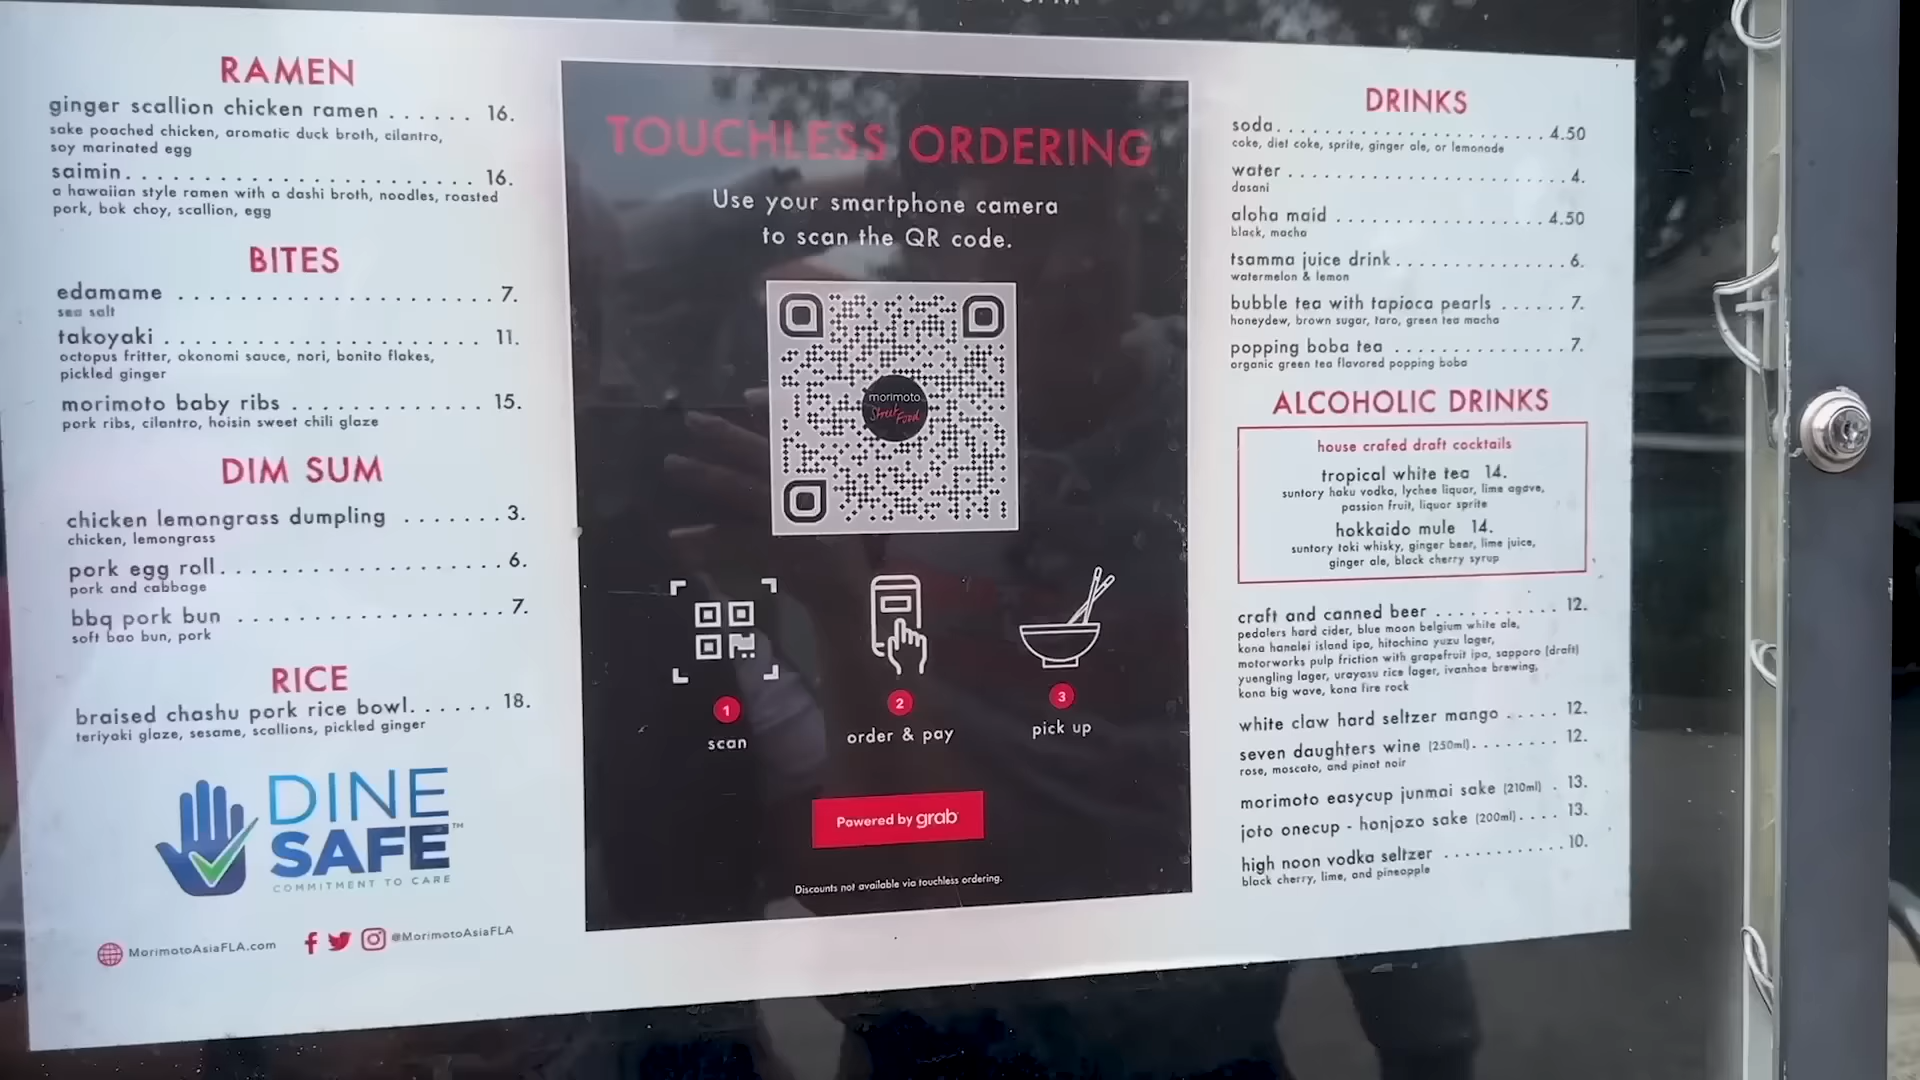 RAMEN
ginger scallion chicken ramen . . . . . . 16.
sake poached chicken, aromatic duck broth, cilantro,
soy marinated egg
saimin. . . . . . . . . . . . . . . . . . . . . . . . 16.
a hawaiian style ramen with a dashi broth, noodles, roasted
pork, bok choy, scallion, egg
BITES
edamame . . . . . . . . . . . . . . . . . . . . . . 7.
sea salt
takoyaki . . . . . . . . . . . . . . . . . . . . . . 11.
octopus fritter, okonomi sauce, nori, bonito flakes,
pickled ginger
morimoto baby ribs . . . . . . . . . . . . . 15.
pork ribs, cilantro, hoisin sweet chili glaze
DIM SUM
chicken lemongrass dumpling . . . . . . . 3.
chicken, lemongrass
pork egg roll. . . . . . . . . . . . . . . . . . . . 6.
pork and cabbage
bbq pork bun . . . . . . . . . . . . . . . . . . . 7.
soft bao bun, pork
RICE
braised chashu pork rice bowl. . . . . . 18.
teriyaki glaze, sesame, scallions, pickled ginger
DINE
SAFE™
COMMITMENT TO CARE
MorimotoAsiaFLA.com @MorimotoAsiaFLA
TOUCHLESS ORDERING
Use your smartphone camera
to scan the QR code.
morimoto
Street Food
1
scan
2
order & pay
3
pick up
Powered by grab
Discounts not available via touchless ordering.
DRINKS
soda. . . . . . . . . . . . . . . . . . . . . . . . 4.50
coke, diet coke, sprite, ginger ale, or lemonade
water . . . . . . . . . . . . . . . . . . . . . . . . . 4.
dasani
aloha maid . . . . . . . . . . . . . . . . . . . 4.50
black, macha
tsamma juice drink . . . . . . . . . . . . . . . 6.
watermelon & lemon
bubble tea with tapioca pearls . . . . . . 7.
honeydew, brown sugar, taro, green tea macha
popping boba tea . . . . . . . . . . . . . . . 7.
organic green tea flavored popping boba
ALCOHOLIC DRINKS
house crafed draft cocktails
tropical white tea 14.
suntory haku vodka, lychee liquor, lime agave,
passion fruit, liquor sprite
hokkaido mule 14.
suntory toki whisky, ginger beer, lime juice,
ginger ale, black cherry syrup
craft and canned beer . . . . . . . . . . . 12.
pedalers hard cider, blue moon belgium white ale,
kona hanalei island ipa, hitachino yuzu lager,
motorworks pulp friction with grapefruit ipa, sapporo (draft)
yuengling lager, urayasu rice lager, ivanhoe brewing,
kona big wave, kona fire rock
white claw hard seltzer mango . . . . . 12.
seven daughters wine (250ml). . . . . . . . 12.
rose, moscato, and pinot noir
morimoto easycup junmai sake (210ml) . 13.
joto onecup - honjozo sake (200ml). . . . 13.
high noon vodka seltzer . . . . . . . . . . . 10.
black cherry, lime, and pineapple